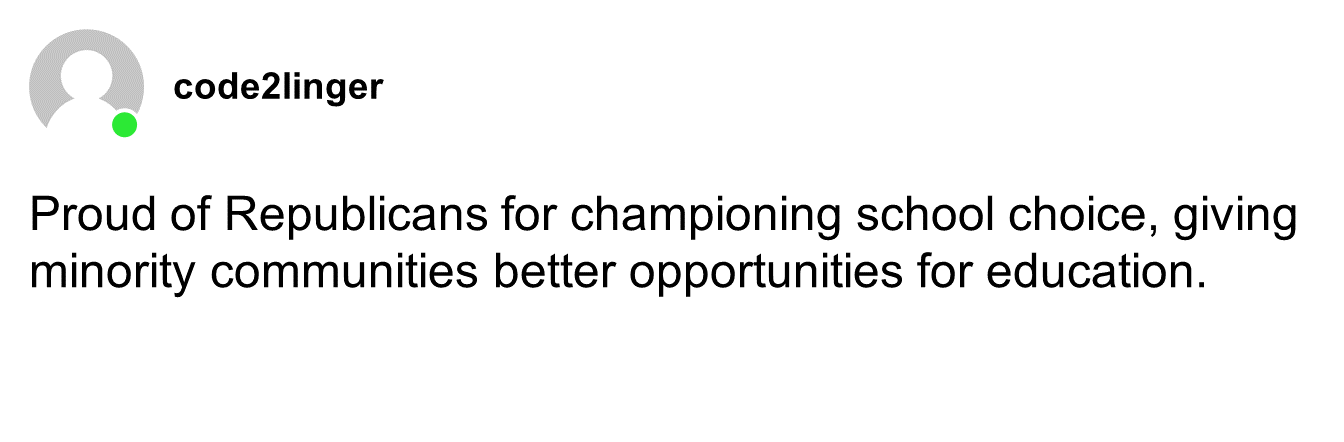 code2linger
Proud of Republicans for championing school choice, giving
minority communities better opportunities for education.